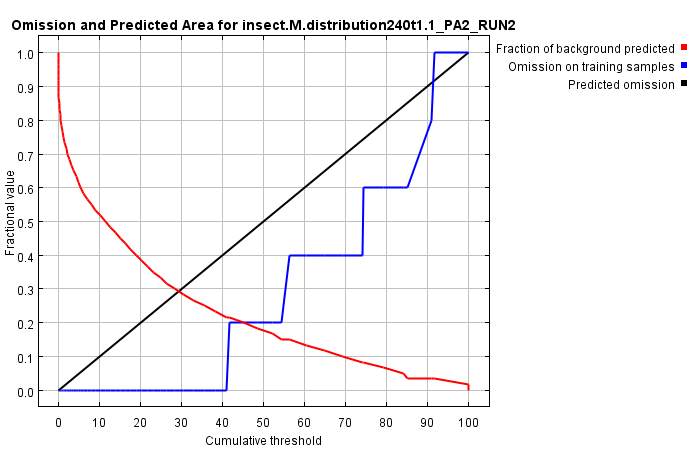 Omission and Predicted Area for insect.M.distribution240t1.1_PA2_RUN2
Fraction of background predicted
Omission on training samples
Predicted omission
Fractional value
1.0
0.9
0.8
0.7
0.6
0.5
0.4
0.3
0.2
0.1
0.0
0 10 20 30 40 50 60 70 80 90 100
Cumulative threshold